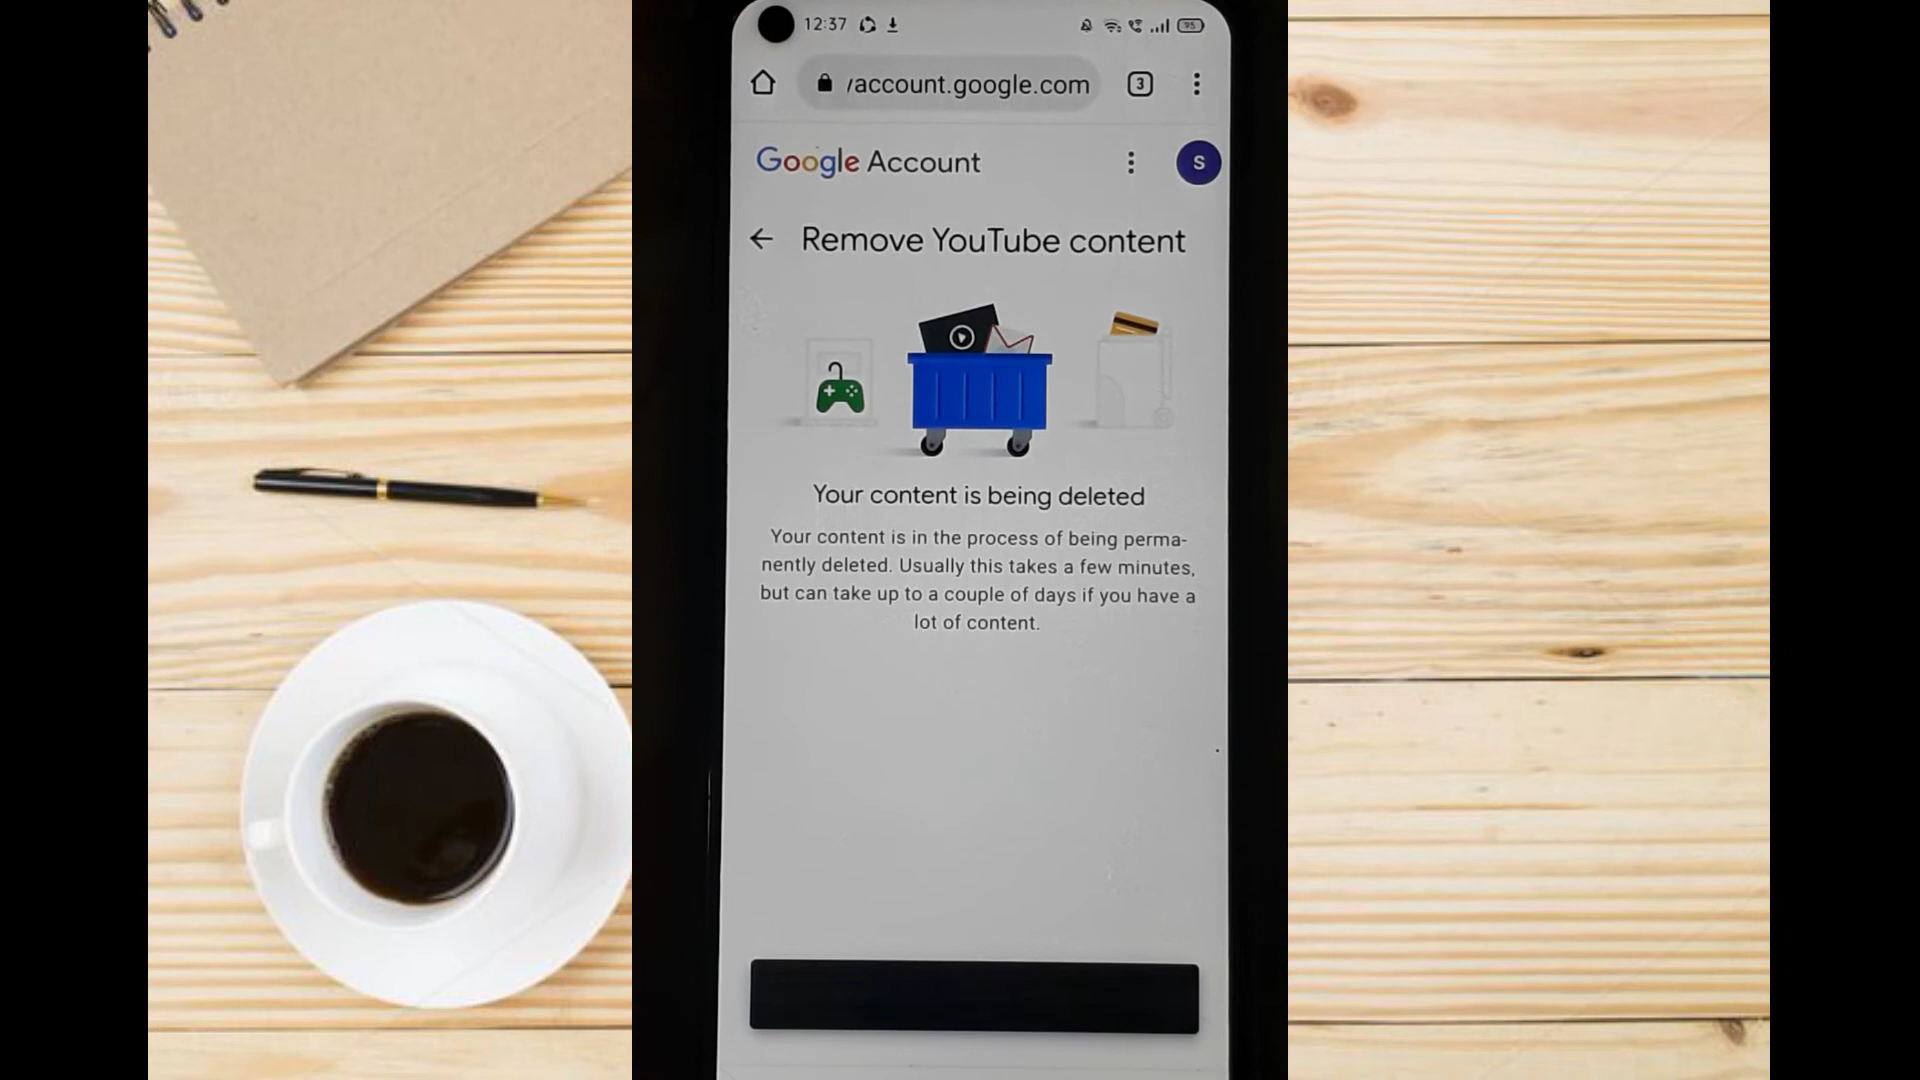 12:37
95
/account.google.com
3
Google Account
S
Remove YouTube content
Your content is being deleted
Your content is in the process of being perma-
nently deleted. Usually this takes a few minutes,
but can take up to a couple of days if you have a
lot of content.